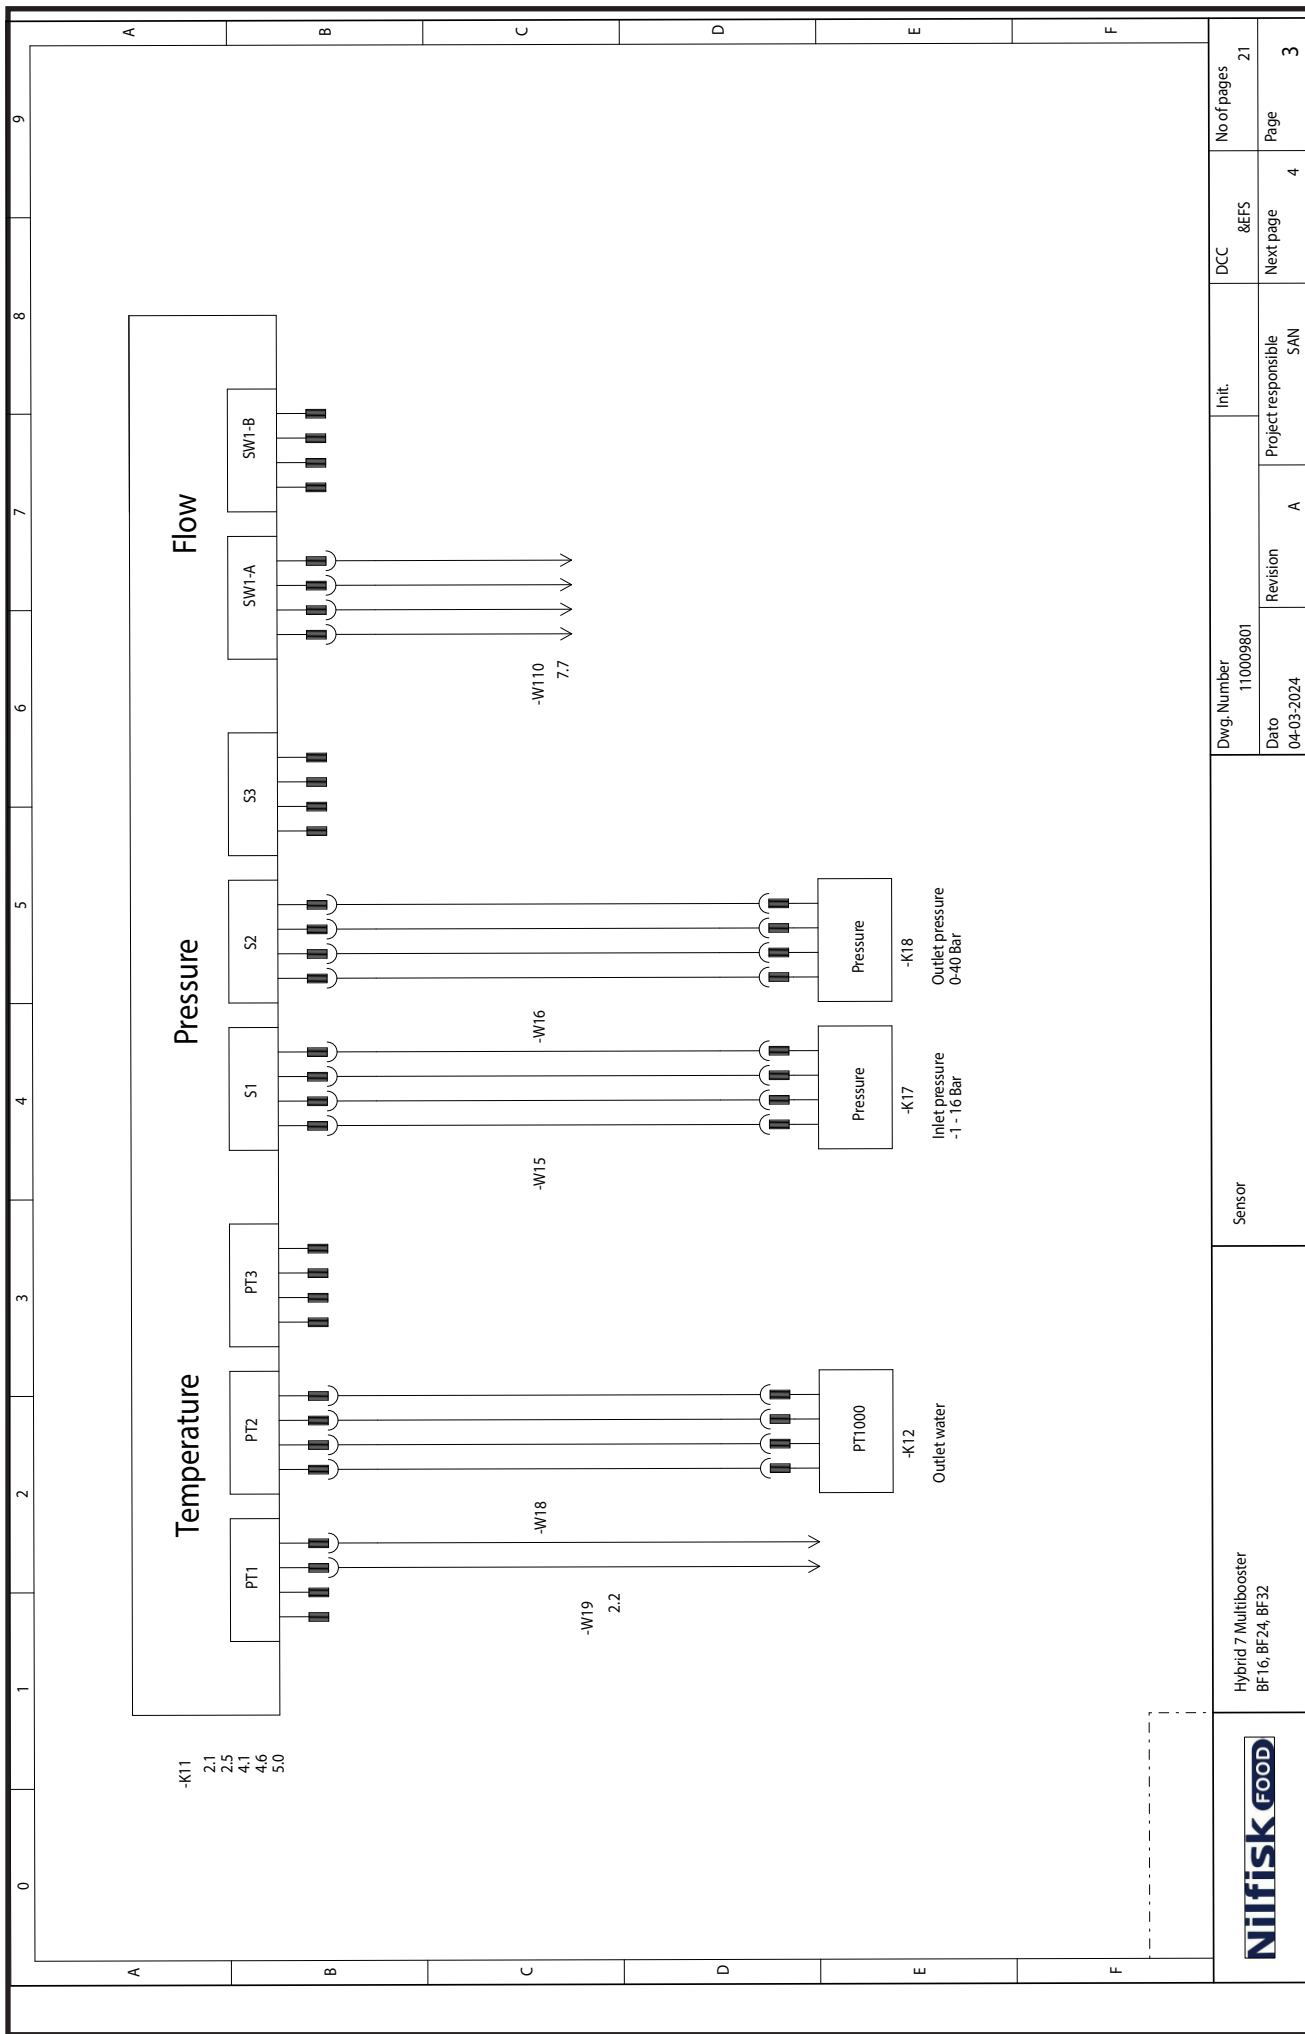 0 1 2 3 4 5 6 7 8 9
A A
B B
C C
D D
E E
F F
-K11
2.1
2.5
4.1
4.6
5.0
Temperature
Pressure
Flow
PT1
PT2
PT3
S1
S2
S3
SW1-A
SW1-B
-W19
2.2
-W18
-W15
-W16
-W110
7.7
PT1000
-K12
Outlet water
Pressure
-K17
Inlet pressure
-1 - 16 Bar
Pressure
-K18
Outlet pressure
0-40 Bar
Nilfisk FOOD
Hybrid 7 Multibooster
BF16, BF24, BF32
Sensor
Dwg. Number
110009801
Init.
DCC
&EFS
No of pages
21
Dato
04-03-2024
Revision
A
Project responsible
SAN
Next page
4
Page
3